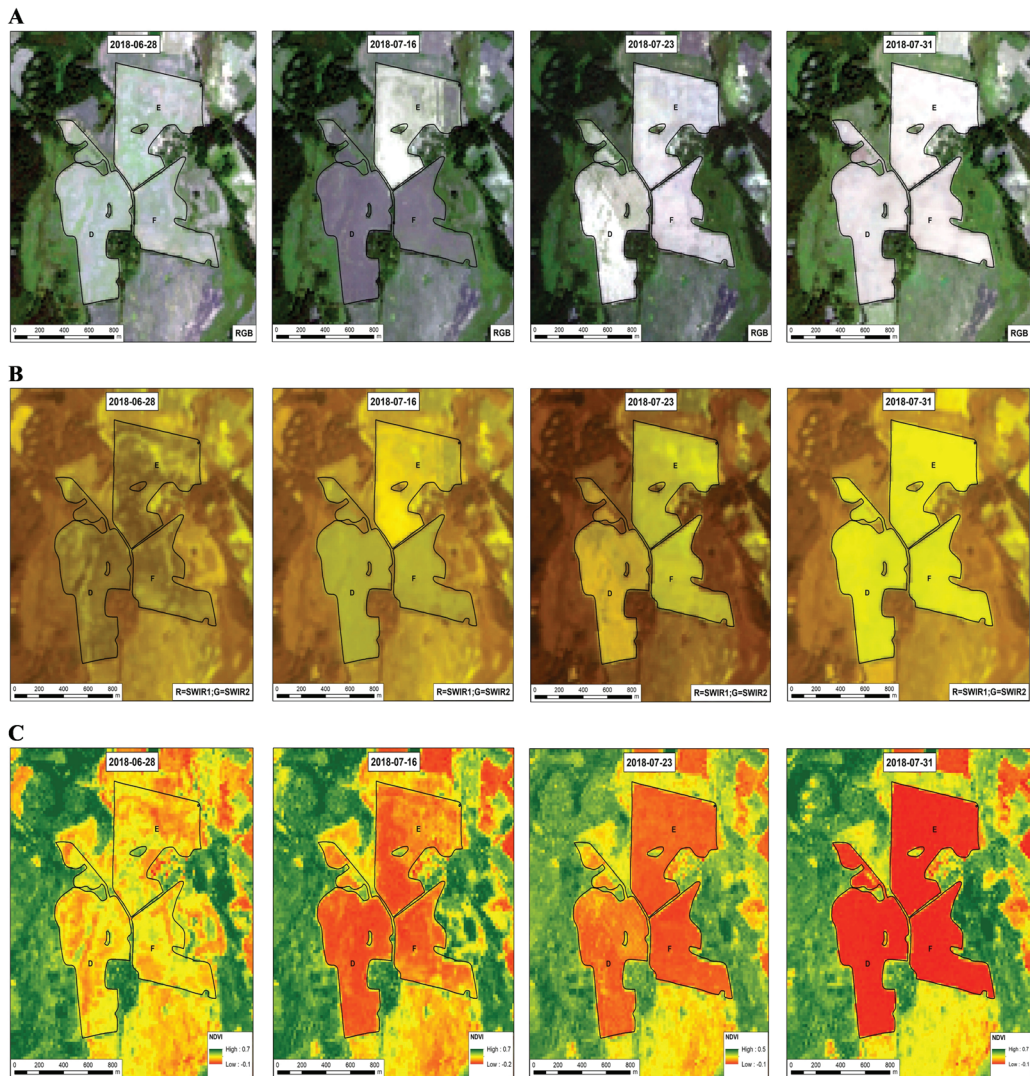 A
2018-06-28
2018-07-16
2018-07-23
2018-07-31
E
E
E
E
D
F
D
F
D
F
D
F
0 200 400 600 800
m
RGB
0 200 400 600 800
m
RGB
0 200 400 600 800
m
RGB
0 200 400 600 800
m
RGB
B
2018-06-28
2018-07-16
2018-07-23
2018-07-31
E
E
E
E
D
F
D
F
D
F
D
F
0 200 400 600 800
m
R=SWIR1;G=SWIR2
0 200 400 600 800
m
R=SWIR1;G=SWIR2
0 200 400 600 800
m
R=SWIR1;G=SWIR2
0 200 400 600 800
m
R=SWIR1;G=SWIR2
C
2018-06-28
2018-07-16
2018-07-23
2018-07-31
E
E
E
E
D
F
D
F
D
F
D
F
0 200 400 600 800
m
NDVI
High : 0.7
Low : -0.1
0 200 400 600 800
m
NDVI
High : 0.7
Low : -0.2
0 200 400 600 800
m
NDVI
High : 0.5
Low : -0.1
0 200 400 600 800
m
NDVI
High : 0.7
Low : -0.1